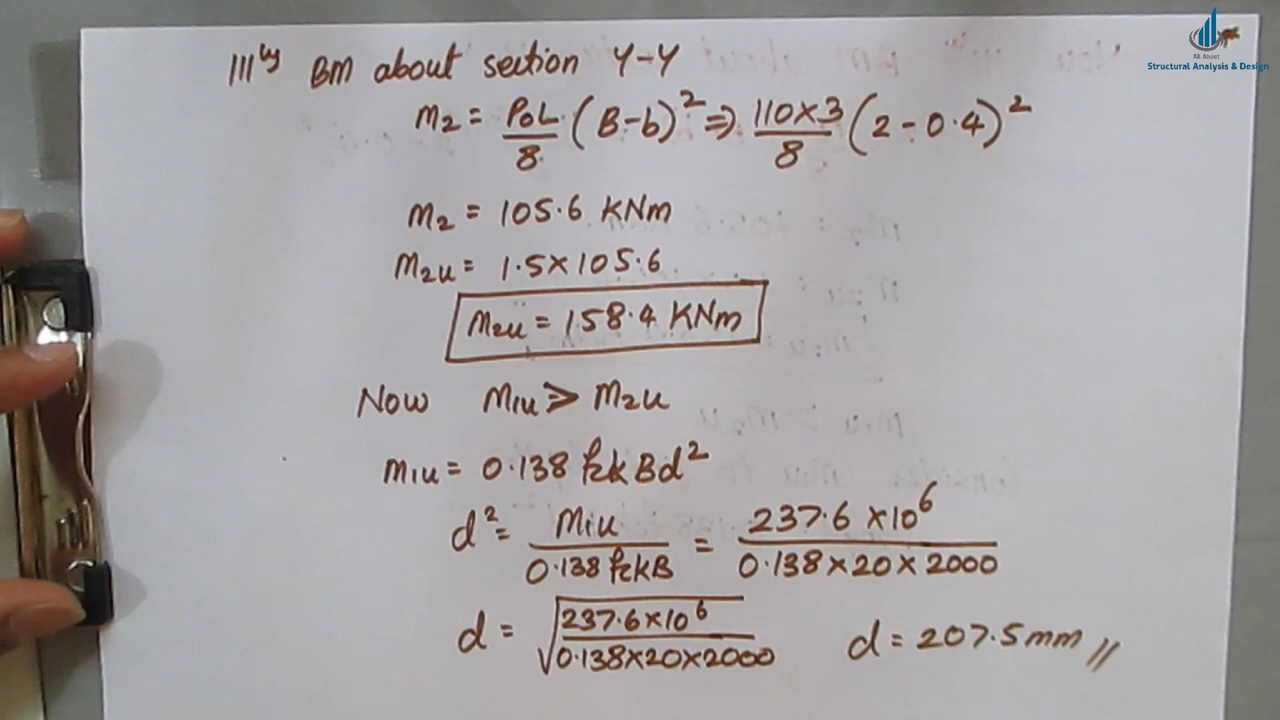 All About
Structural Analysis & Design
IIIly BM about section Y-Y
M2 = PoL/8 (B-b)² ⇒ 110×3/8 (2-0.4)²
M2 = 105.6 KNm
M2u = 1.5×105.6
M2u = 158.4 KNm
Now M1u > M2u
M1u = 0.138 fck Bd²
d² = M1u/0.138 fck B = 237.6 ×10⁶/0.138×20×2000
d = √237.6×10⁶/0.138×20×2000 d = 207.5mm //